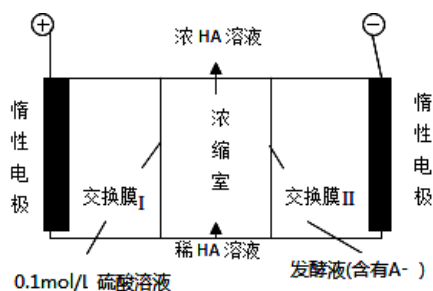 +
浓 HA 溶液
−
惰性电极
浓缩室
惰性电极
交换膜I
交换膜II
稀HA溶液
0.1mol/l 硫酸溶液
发酵液(含有A- )